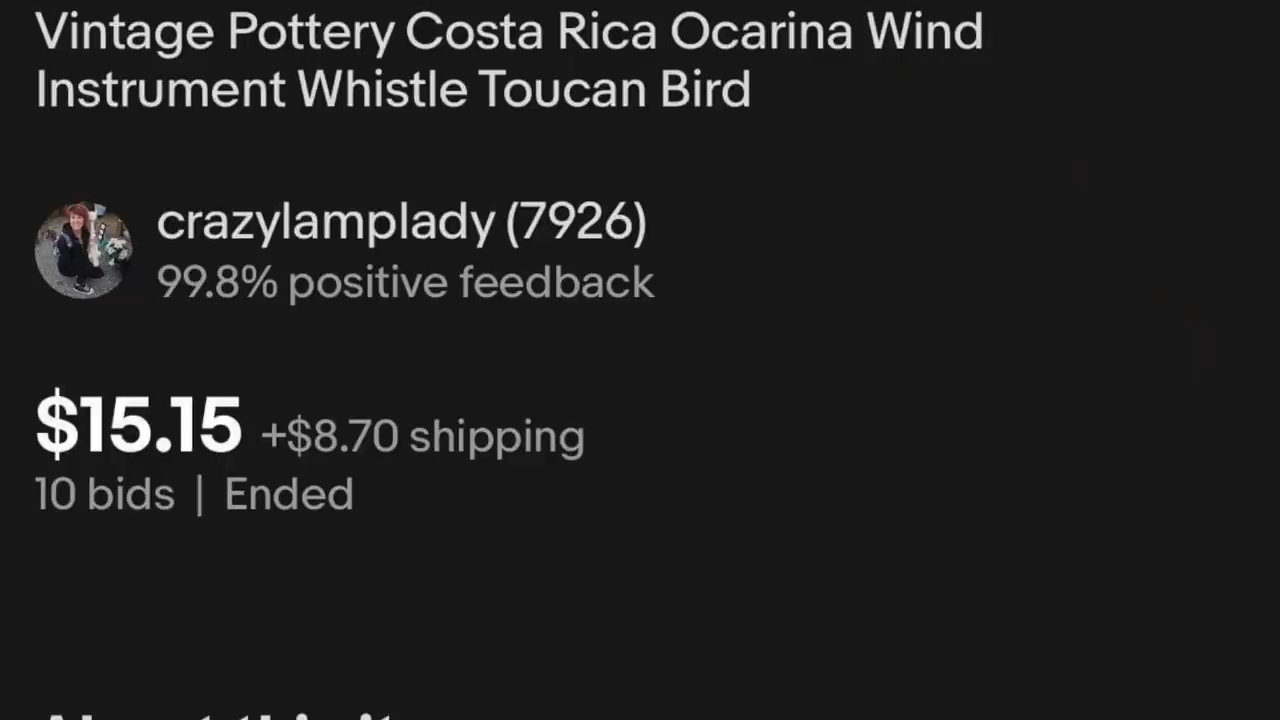 Vintage Pottery Costa Rica Ocarina Wind
Instrument Whistle Toucan Bird
crazylamplady (7926)
99.8% positive feedback
$15.15 +$8.70 shipping
10 bids | Ended